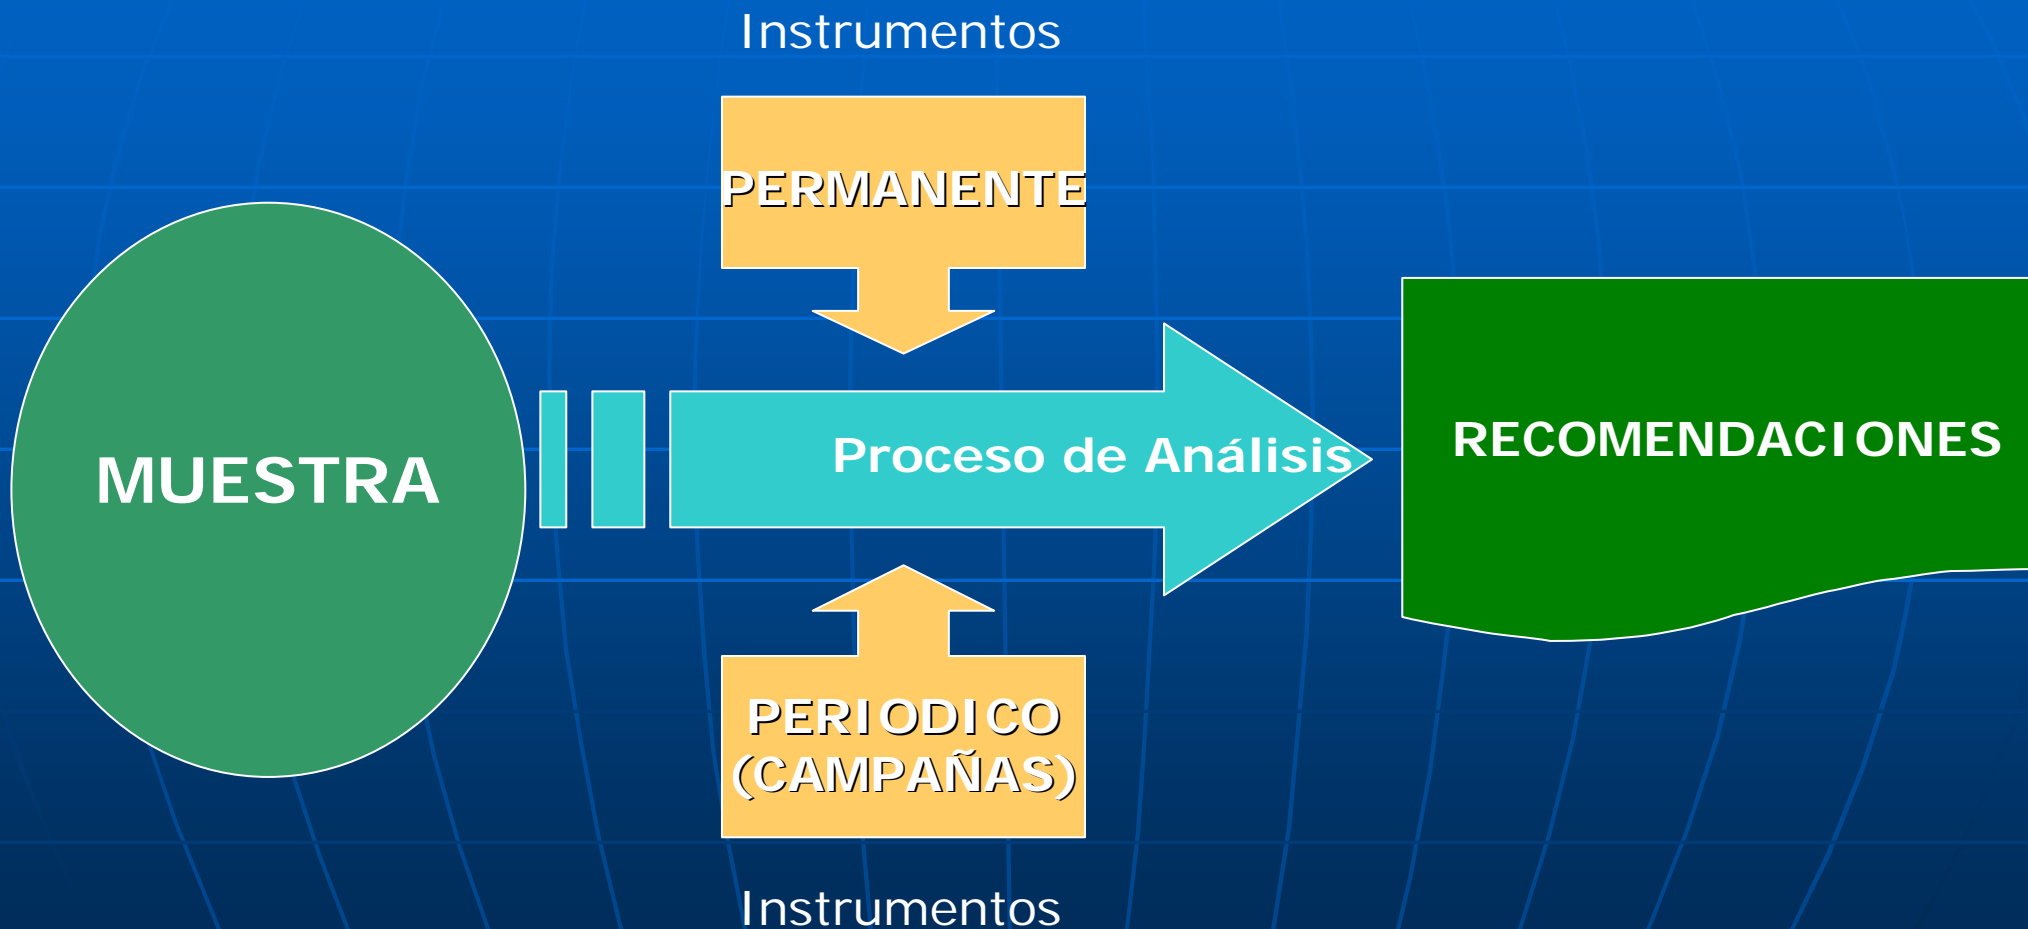 Instrumentos
PERMANENTE
MUESTRA
Proceso de Análisis
RECOMENDACIONES
PERIODICO
(CAMPAÑAS)
Instrumentos